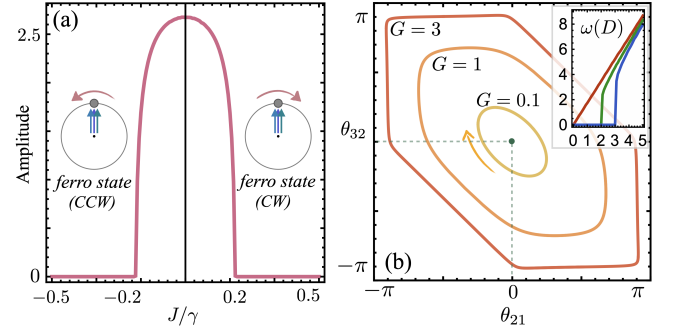 (a)
2.5
0
Amplitude
ferro state
(CCW)
ferro state
(CW)
−0.5
−0.2
0.2
0.5
J/γ
(b)
π
θ32
−π
G = 3
G = 1
G = 0.1
−π
0
π
θ21
ω(D)
8
6
4
2
0
0 1 2 3 4 5